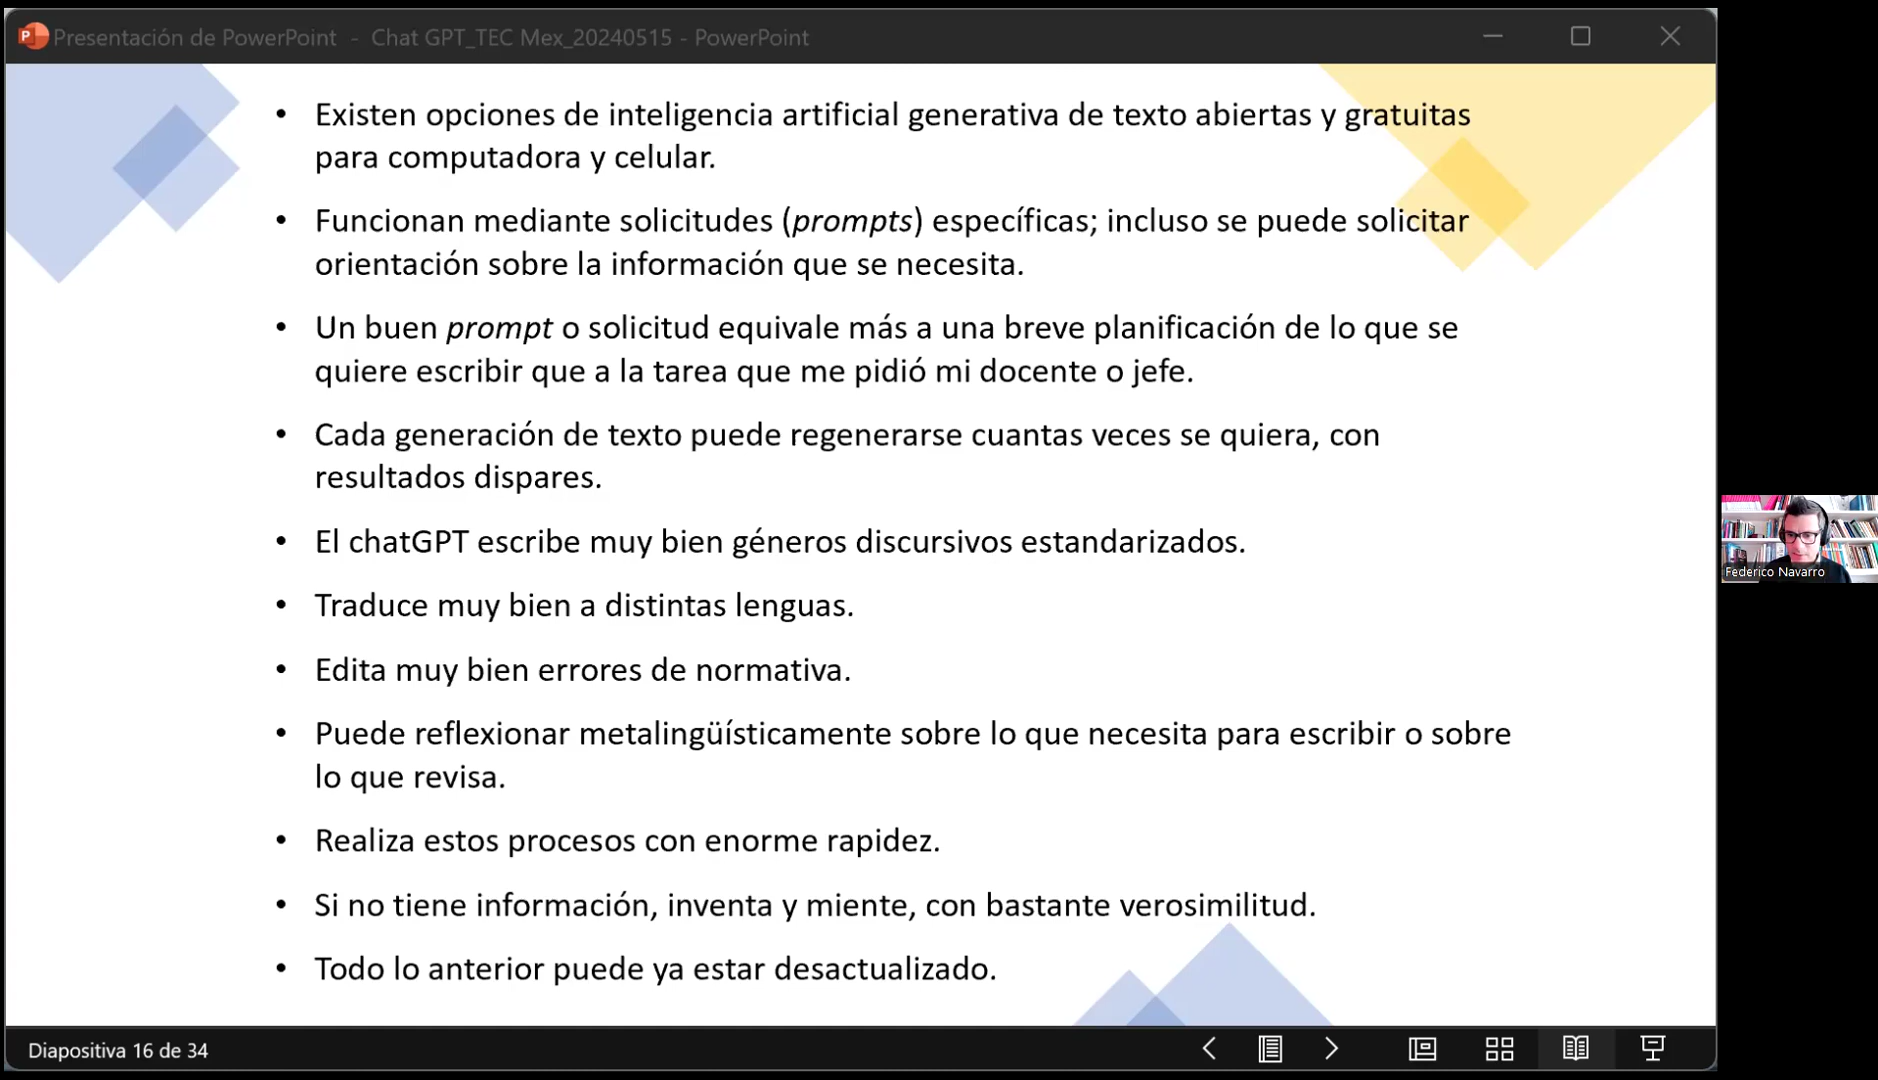 Presentación de PowerPoint - Chat GPT_TEC Mex_20240515 - PowerPoint
• Existen opciones de inteligencia artificial generativa de texto abiertas y gratuitas
para computadora y celular.
• Funcionan mediante solicitudes (prompts) específicas; incluso se puede solicitar
orientación sobre la información que se necesita.
• Un buen prompt o solicitud equivale más a una breve planificación de lo que se
quiere escribir que a la tarea que me pidió mi docente o jefe.
• Cada generación de texto puede regenerarse cuantas veces se quiera, con
resultados dispares.
• El chatGPT escribe muy bien géneros discursivos estandarizados.
• Traduce muy bien a distintas lenguas.
• Edita muy bien errores de normativa.
• Puede reflexionar metalingüísticamente sobre lo que necesita para escribir o sobre
lo que revisa.
• Realiza estos procesos con enorme rapidez.
• Si no tiene información, inventa y miente, con bastante verosimilitud.
• Todo lo anterior puede ya estar desactualizado.
Federico Navarro
Diapositiva 16 de 34